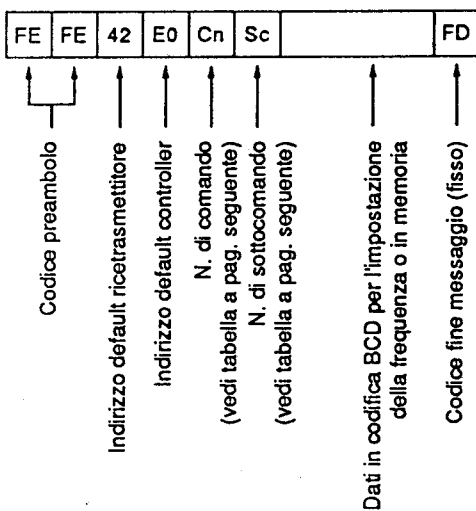 FE FE 42 E0 Cn Sc FD
Codice preambolo
Indirizzo default ricetrasmettitore
Indirizzo default controller
N. di comando
(vedi tabella a pag. seguente)
N. di sottocomando
(vedi tabella a pag. seguente)
Dati in codifica BCD per l'impostazione
della frequenza o in memoria
Codice fine messaggio (fisso)